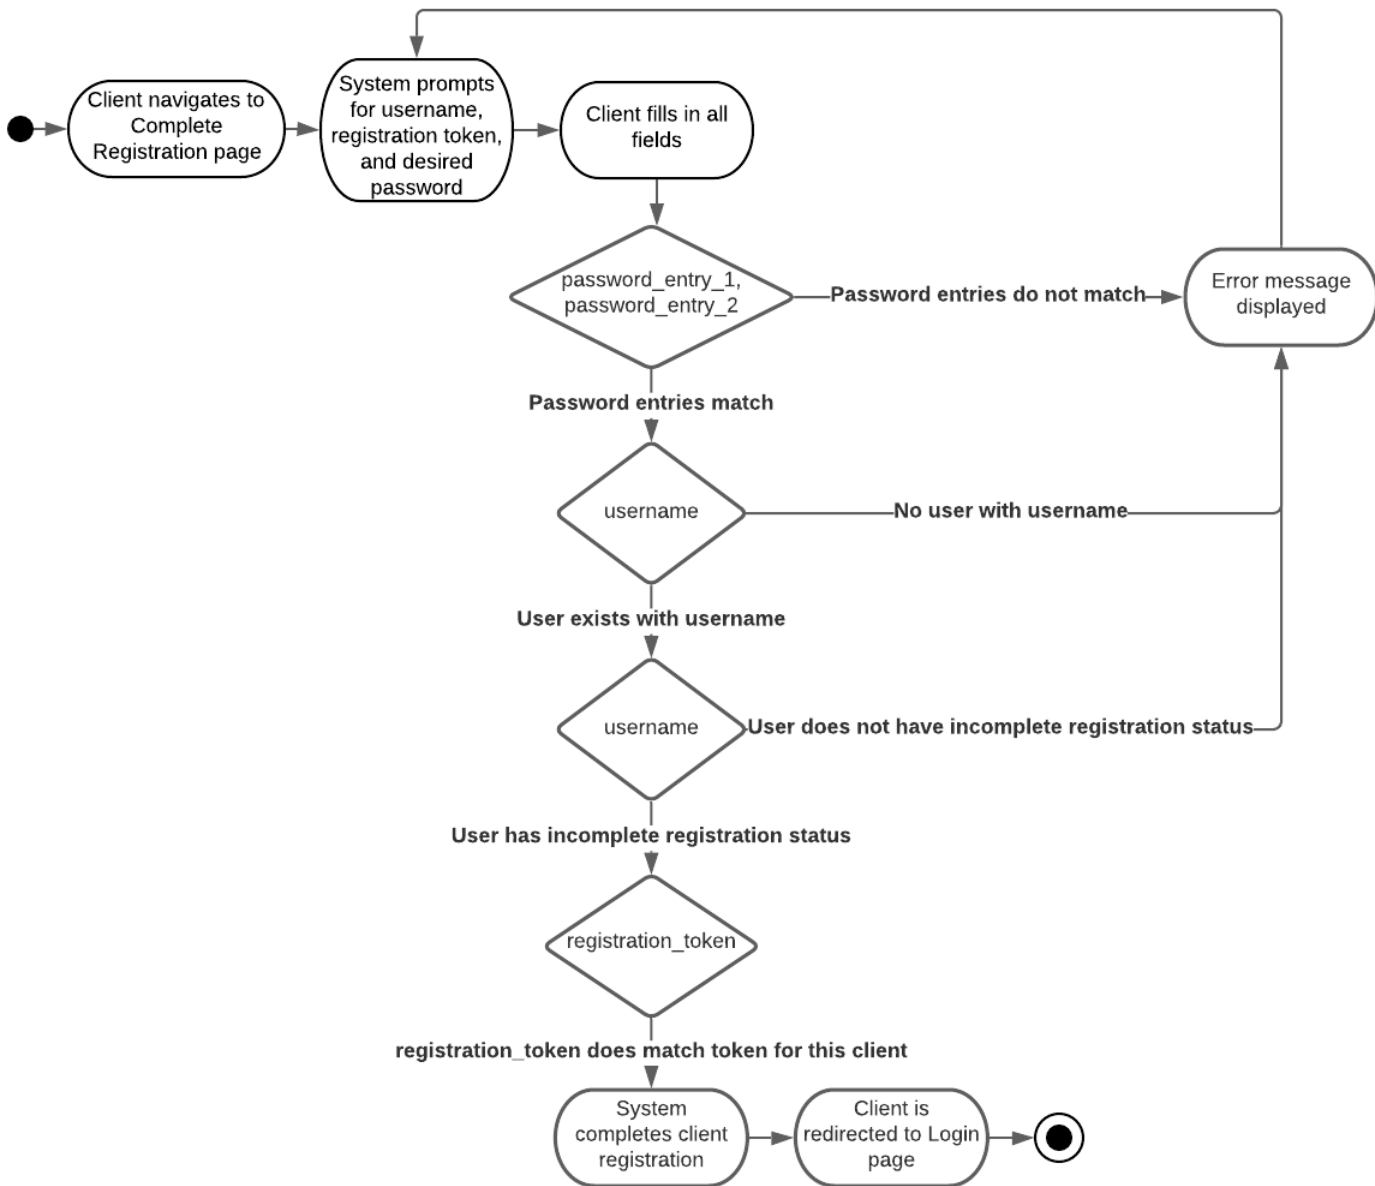 Client navigates to
Complete
Registration page
System prompts
for username,
registration token,
and desired
password
Client fills in all
fields
password_entry_1,
password_entry_2
Password entries do not match
Error message
displayed
Password entries match
username
No user with username
User exists with username
username
User does not have incomplete registration status
User has incomplete registration status
registration_token
registration_token does match token for this client
System
completes client
registration
Client is
redirected to Login
page